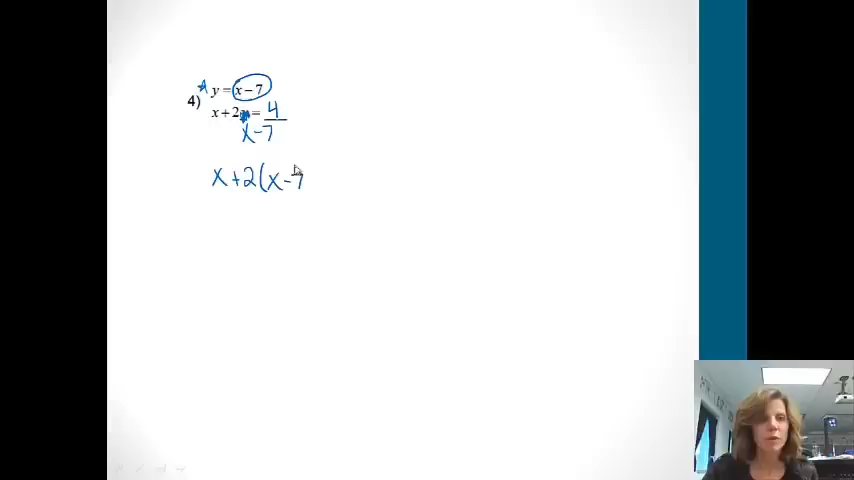 4) y = x - 7
x + 2y = 4
x - 7
x + 2(x - 7